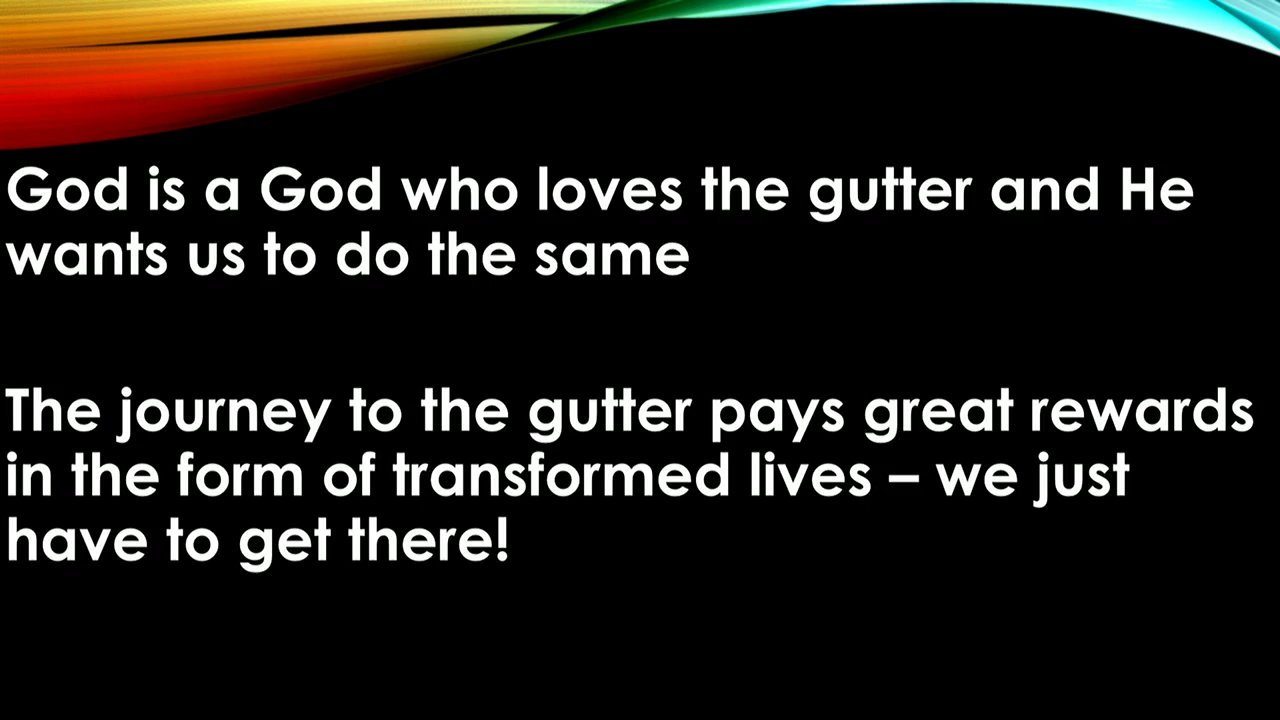 God is a God who loves the gutter and He
wants us to do the same
The journey to the gutter pays great rewards
in the form of transformed lives – we just
have to get there!